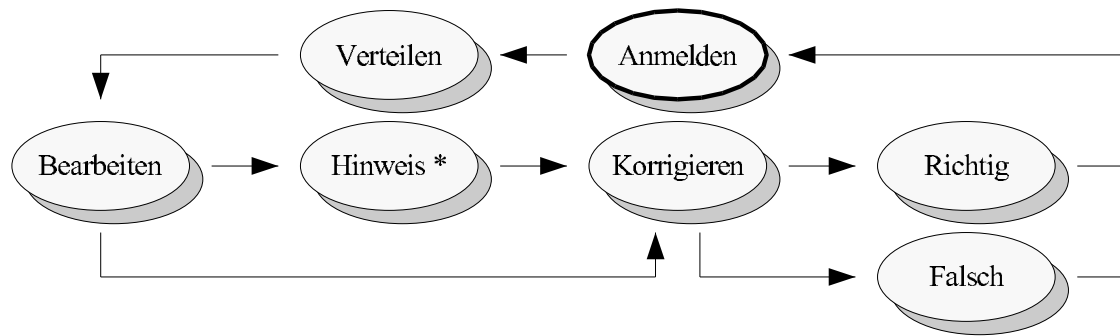 Verteilen
Anmelden
Bearbeiten
Hinweis *
Korrigieren
Richtig
Falsch